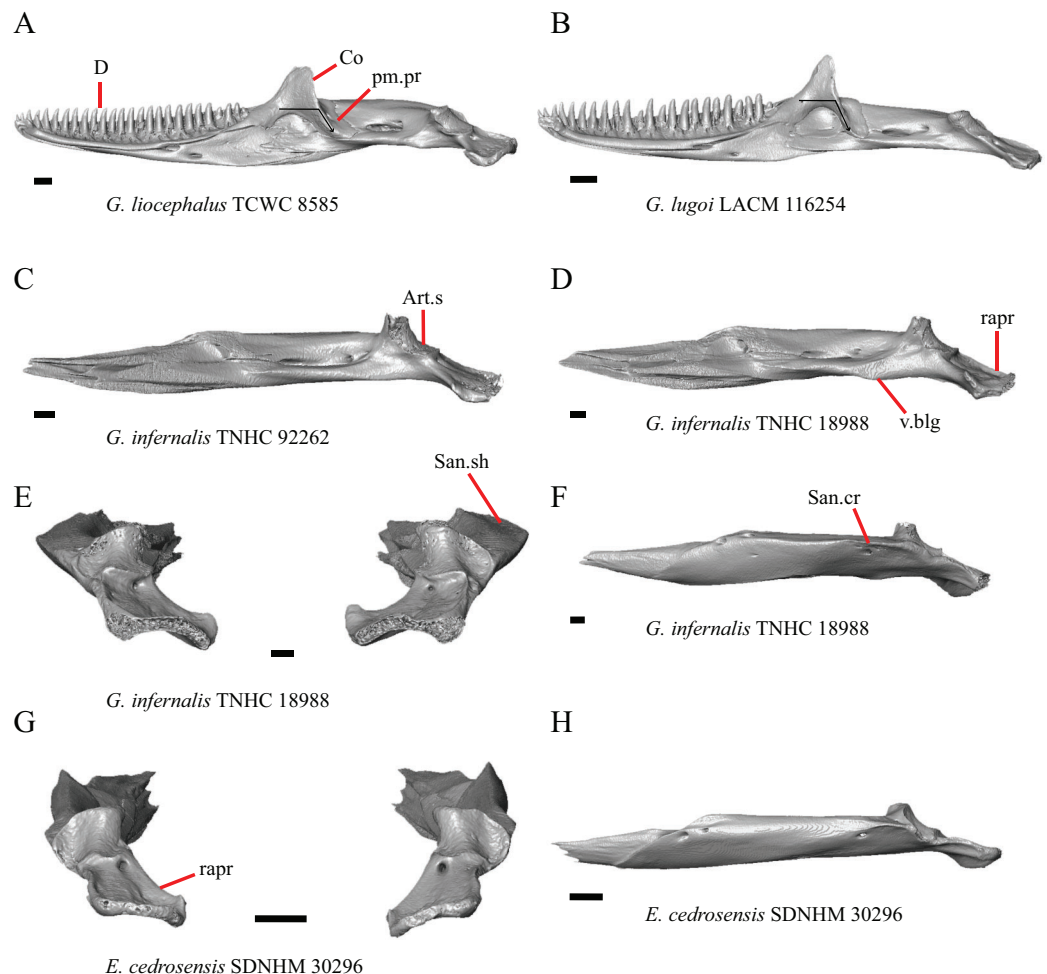 A
B
D
Co
pm.pr
G. liocephalus TCWC 8585
G. lugoi LACM 116254
C
D
Art.s
rapr
G. infernalis TNHC 92262
v.blg
G. infernalis TNHC 18988
E
San.sh
F
San.cr
G. infernalis TNHC 18988
G. infernalis TNHC 18988
G
H
rapr
E. cedrosensis SDNHM 30296
E. cedrosensis SDNHM 30296